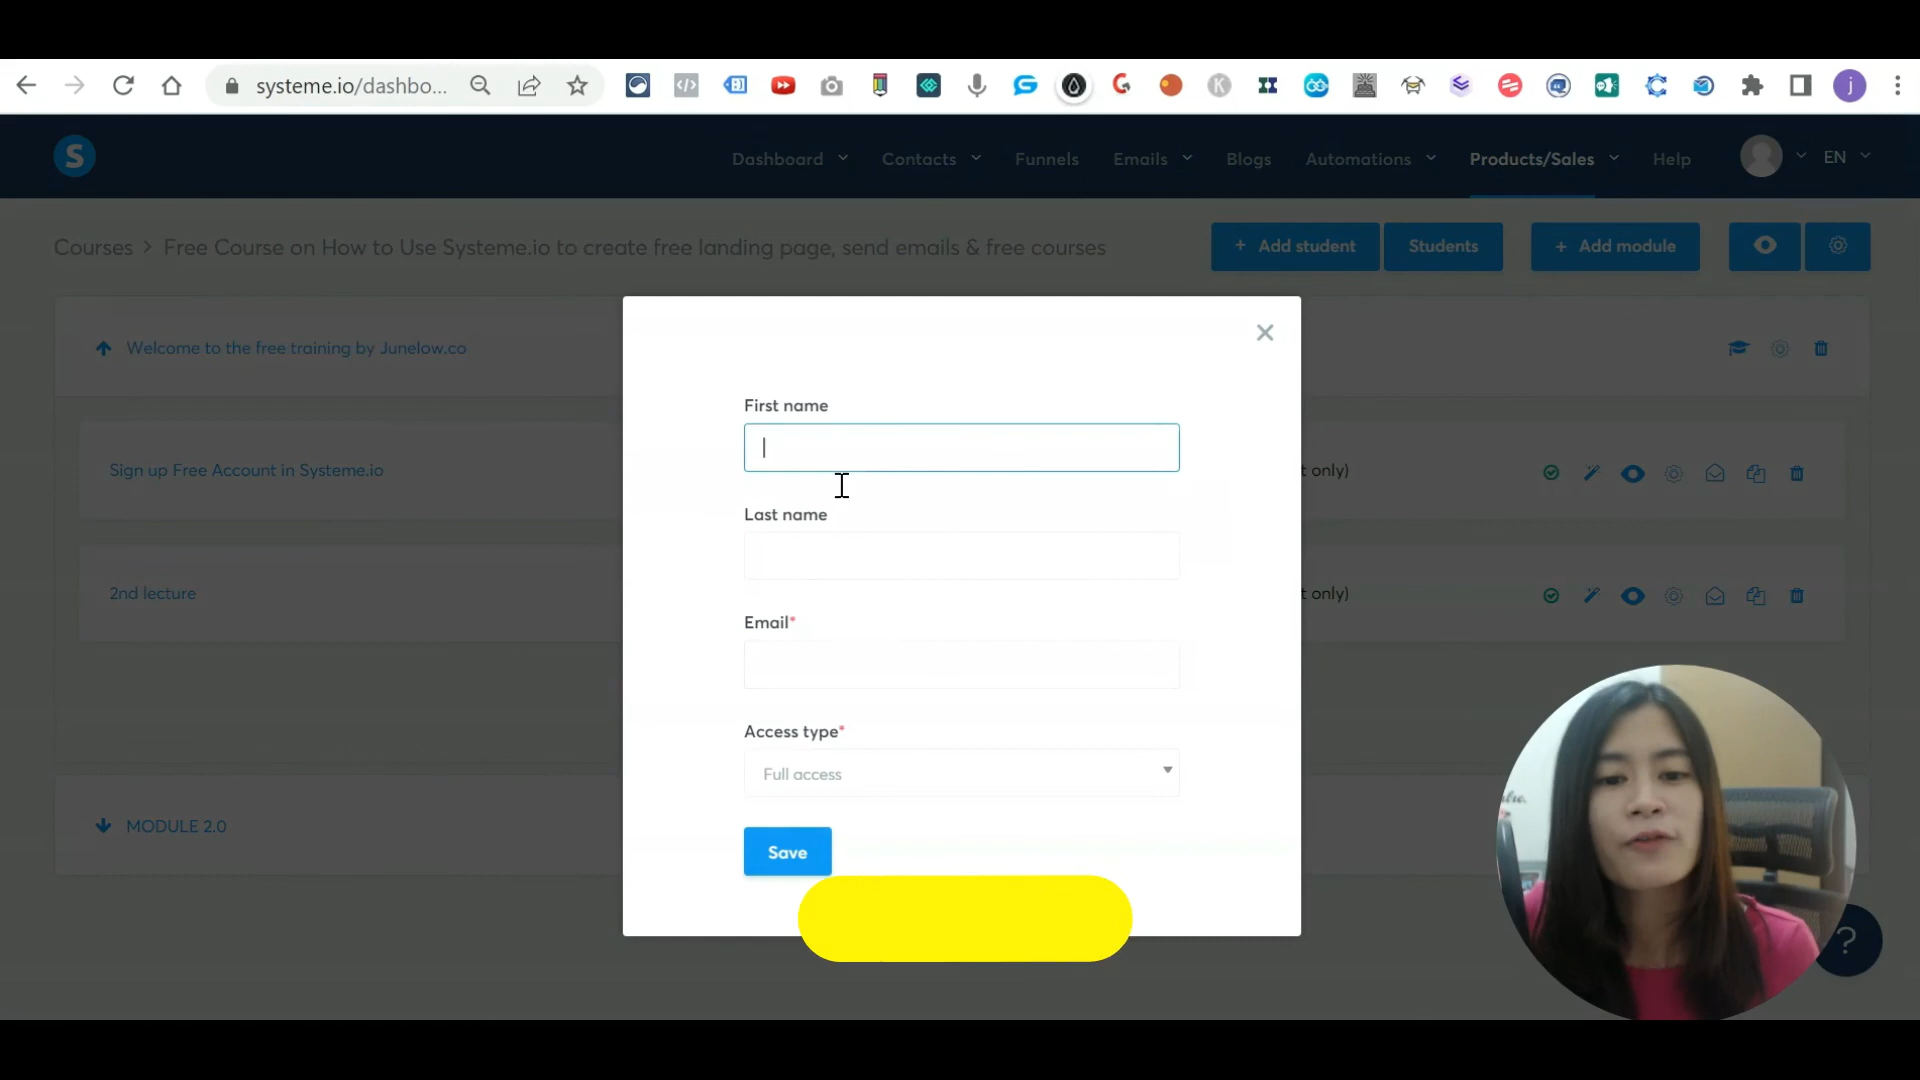 systeme.io/dashbo...
S
Dashboard
Contacts
Funnels
Emails
Blogs
Automations
Products/Sales
Help
EN
Courses > Free Course on How to Use Systeme.io to create free landing page, send emails & free courses
+ Add student
Students
+ Add module
Welcome to the free training by Junelow.co
First name
Sign up Free Account in Systeme.io
t only)
Last name
2nd lecture
t only)
Email*
Access type*
Full access
MODULE 2.0
Save
?
j